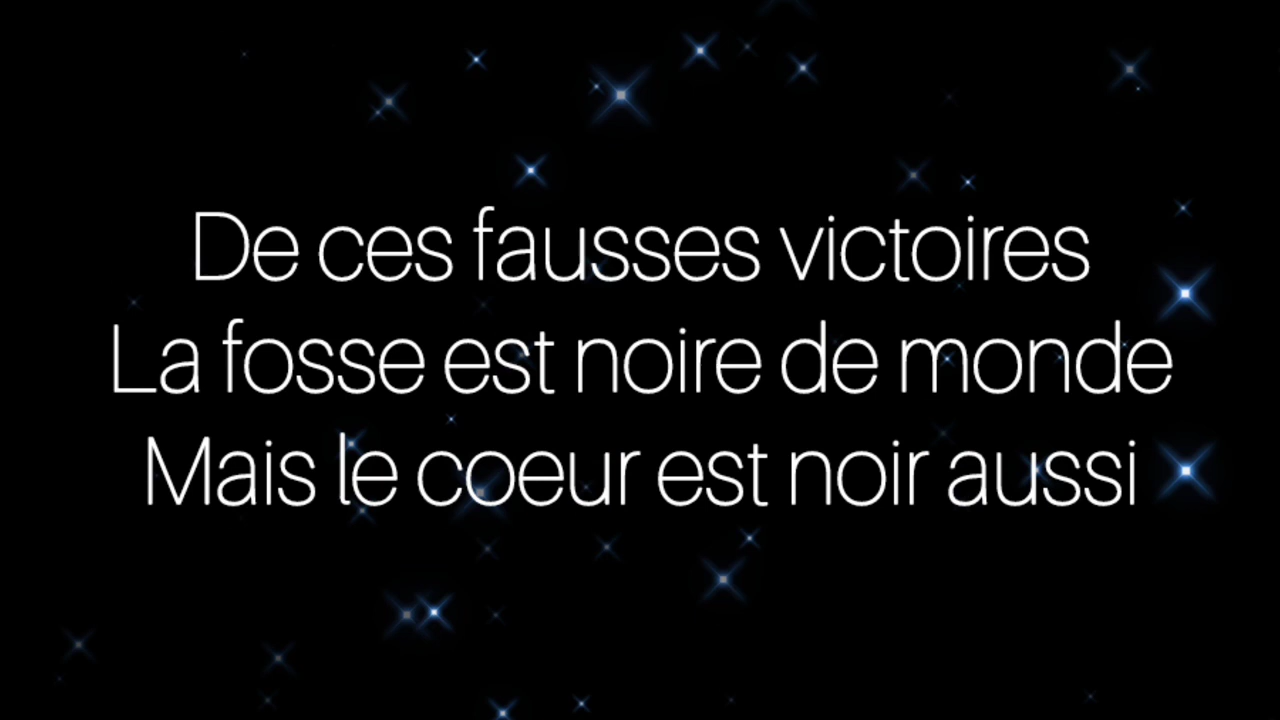 De ces fausses victoires
La fosse est noire de monde
Mais le coeur est noir aussi